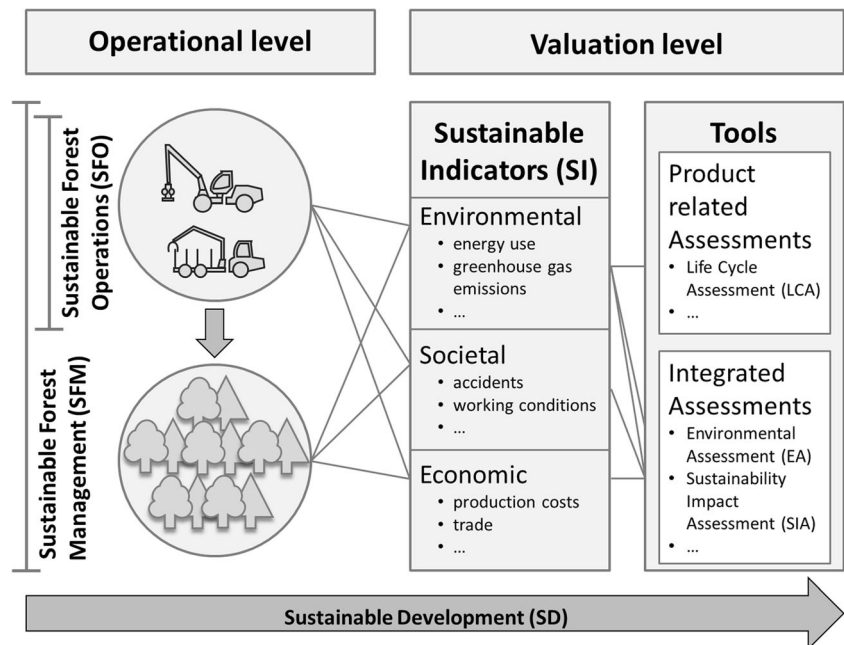 Operational level
Valuation level
Sustainable Forest
Operations (SFO)
Sustainable Forest
Management (SFM)
Sustainable
Indicators (SI)
Environmental
• energy use
• greenhouse gas
emissions
• ...
Societal
• accidents
• working conditions
• ...
Economic
• production costs
• trade
• ...
Tools
Product
related
Assessments
• Life Cycle
Assessment (LCA)
• ...
Integrated
Assessments
• Environmental
Assessment (EA)
• Sustainability
Impact
Assessment (SIA)
• ...
Sustainable Development (SD)